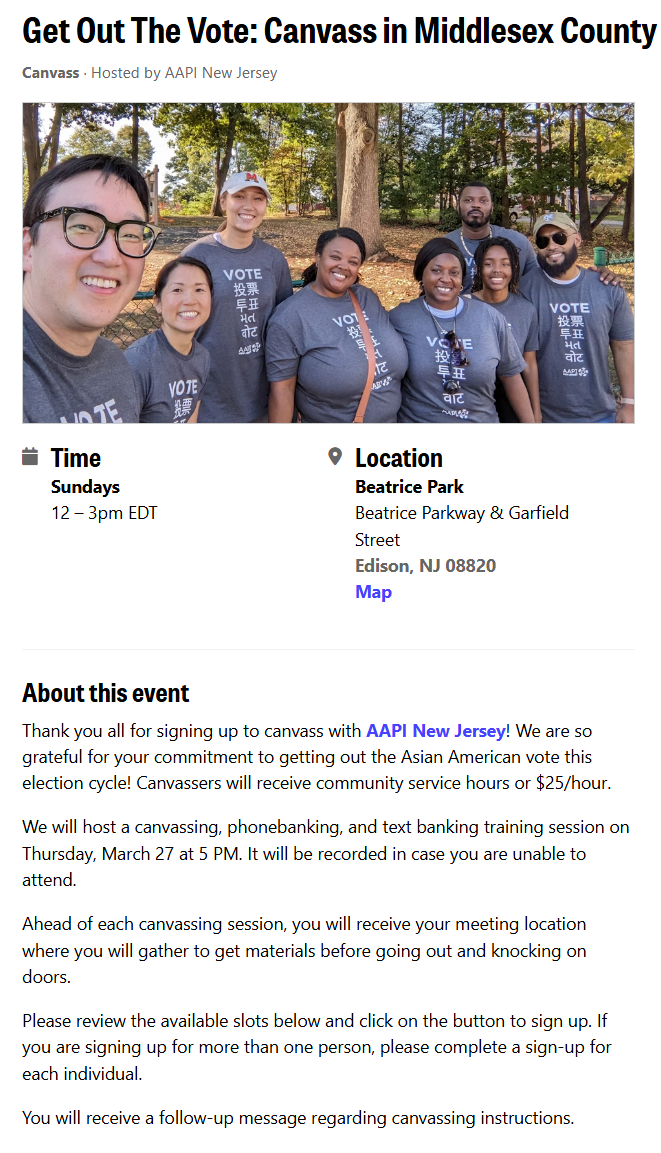 Get Out The Vote: Canvass in Middlesex County
Canvass · Hosted by AAPI New Jersey
VOTE
VOTE
投票
VOTE
投票
투표
मत
वोट
AAPI
VOTE
투표
वोट
AAPI
VOTE
投票
투표
वोट
AAPI
VOTE
投票
투표
मत
वोट
AAPI
Time
Sundays
12 – 3pm EDT
Location
Beatrice Park
Beatrice Parkway & Garfield
Street
Edison, NJ 08820
Map
About this event
Thank you all for signing up to canvass with AAPI New Jersey! We are so
grateful for your commitment to getting out the Asian American vote this
election cycle! Canvassers will receive community service hours or $25/hour.
We will host a canvassing, phonebanking, and text banking training session on
Thursday, March 27 at 5 PM. It will be recorded in case you are unable to
attend.
Ahead of each canvassing session, you will receive your meeting location
where you will gather to get materials before going out and knocking on
doors.
Please review the available slots below and click on the button to sign up. If
you are signing up for more than one person, please complete a sign-up for
each individual.
You will receive a follow-up message regarding canvassing instructions.